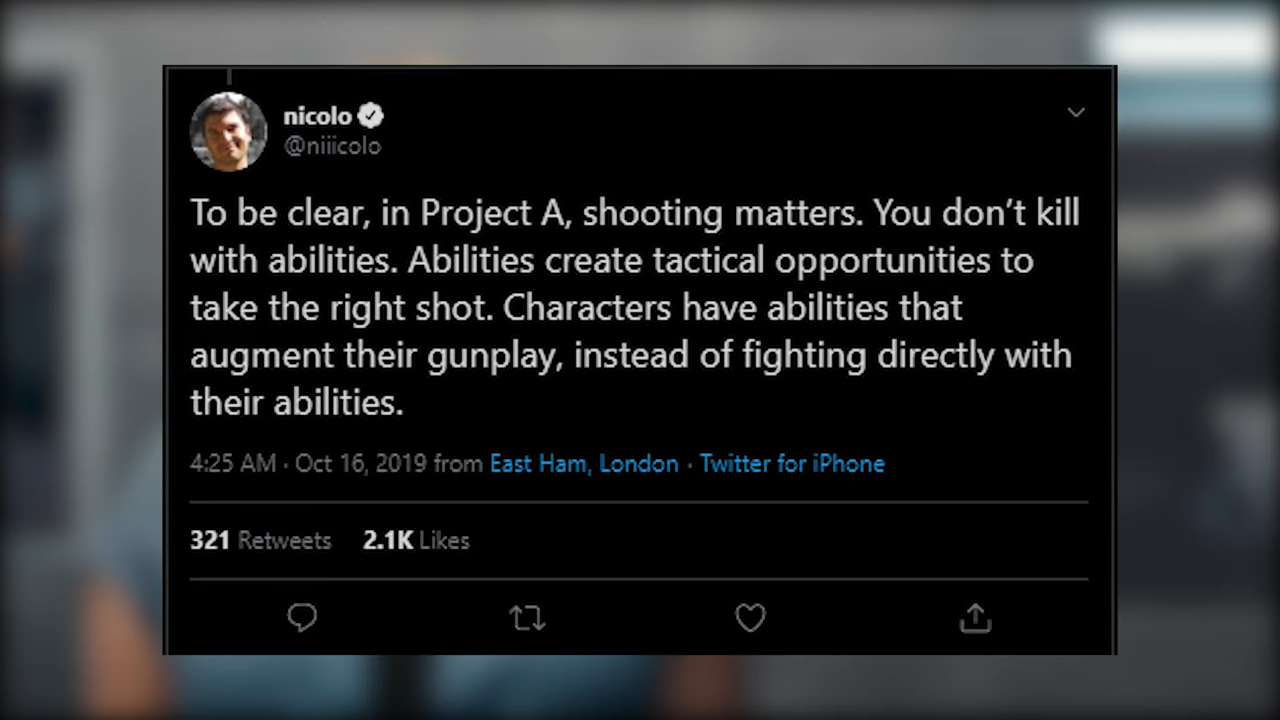 nicolo
@niiicolo
To be clear, in Project A, shooting matters. You don’t kill
with abilities. Abilities create tactical opportunities to
take the right shot. Characters have abilities that
augment their gunplay, instead of fighting directly with
their abilities.
4:25 AM · Oct 16, 2019 from East Ham, London · Twitter for iPhone
321 Retweets 2.1K Likes